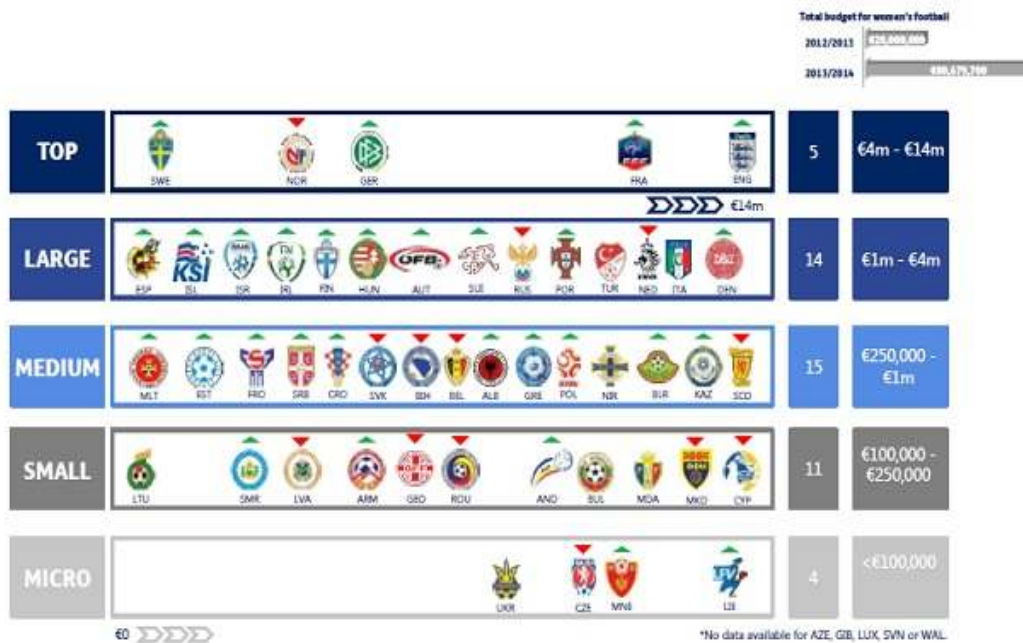 Total budget for women's football
2012/2013
2013/2014
TOP
SWE NOR GER FRA ENG
5
€4m - €14m
€14m
LARGE
ESP ISL ISR IRL FIN HUN AUT SUI RUS POR TUR NED ITA DEN
14
€1m - €4m
MEDIUM
MLT EST FRO SRB CRO SVK BIH BEL ALB GRE POL NIR BLR KAZ SCO
15
€250,000 -
€1m
SMALL
LTU SMR LVA ARM GEO ROU AND BUL MDA MKD CYP
11
€100,000 -
€250,000
MICRO
UKR CZE MNE LIE
4
<€100,000
€0
*No data available for AZE, GIB, LUX, SVN or WAL.